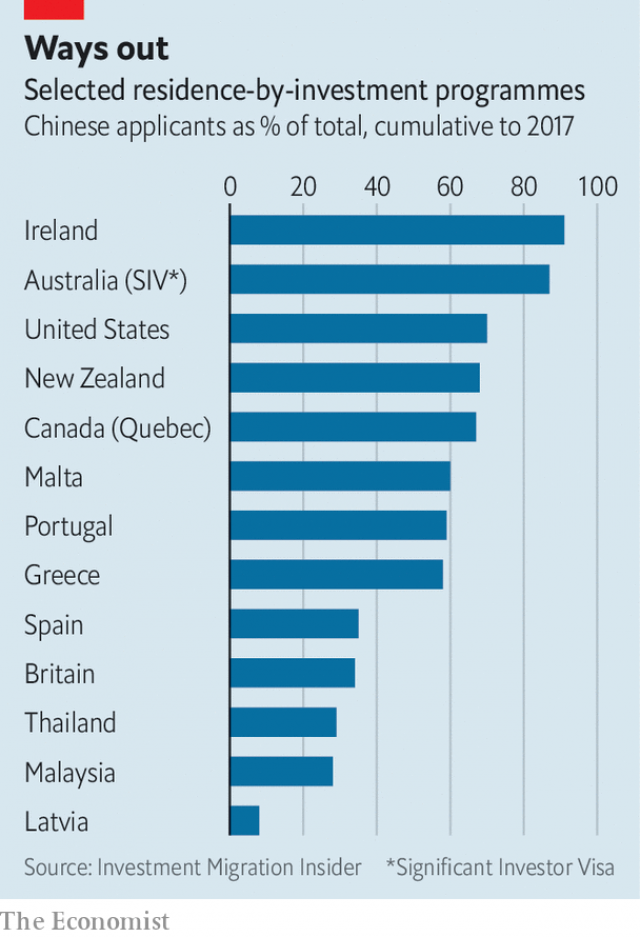 Ways out
Selected residence-by-investment programmes
Chinese applicants as % of total, cumulative to 2017
0 20 40 60 80 100
Ireland
Australia (SIV*)
United States
New Zealand
Canada (Quebec)
Malta
Portugal
Greece
Spain
Britain
Thailand
Malaysia
Latvia
Source: Investment Migration Insider *Significant Investor Visa
The Economist